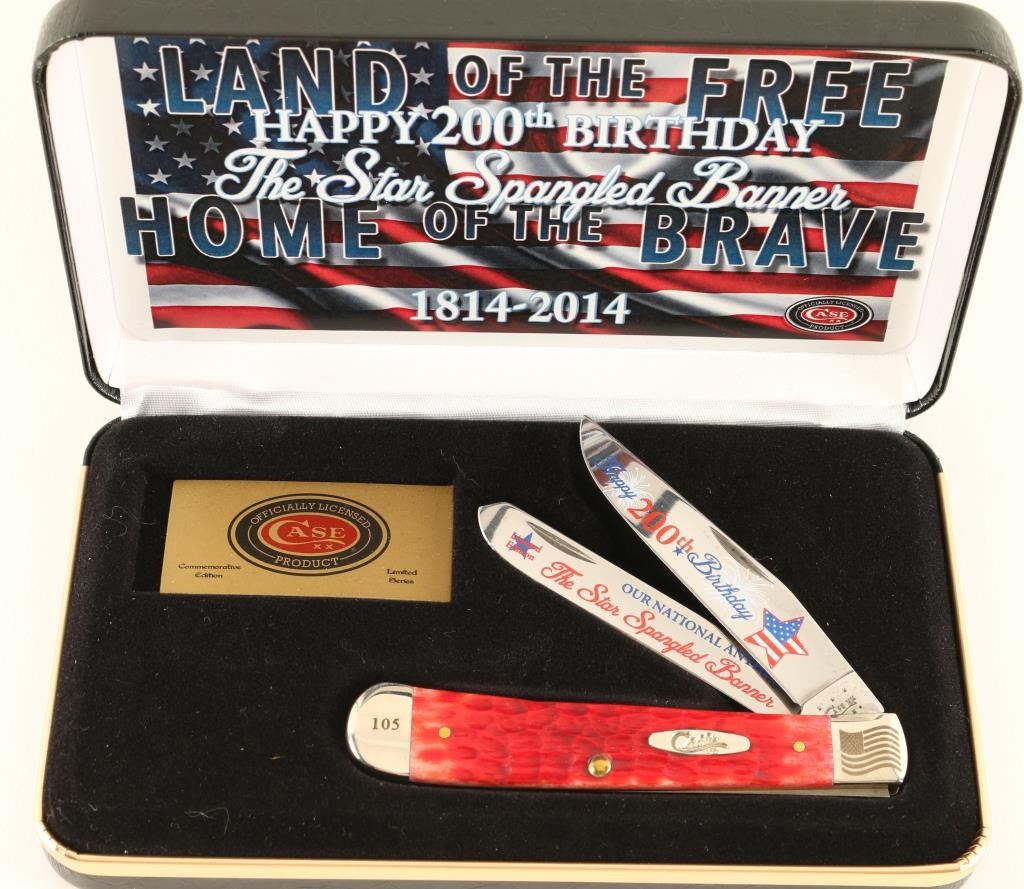 LAND OF THE FREE
HAPPY 200th BIRTHDAY
The Star Spangled Banner
HOME OF THE BRAVE
1814-2014
OFFICIALLY LICENSED
CASE
XX
PRODUCT
OFFICIALLY LICENSED
CASE
XX
PRODUCT
Commemorative
Edition
Limited
Series
Happy
200th
Birthday
Edition
OUR NATIONAL
The Star Spangled Banner
105
Case